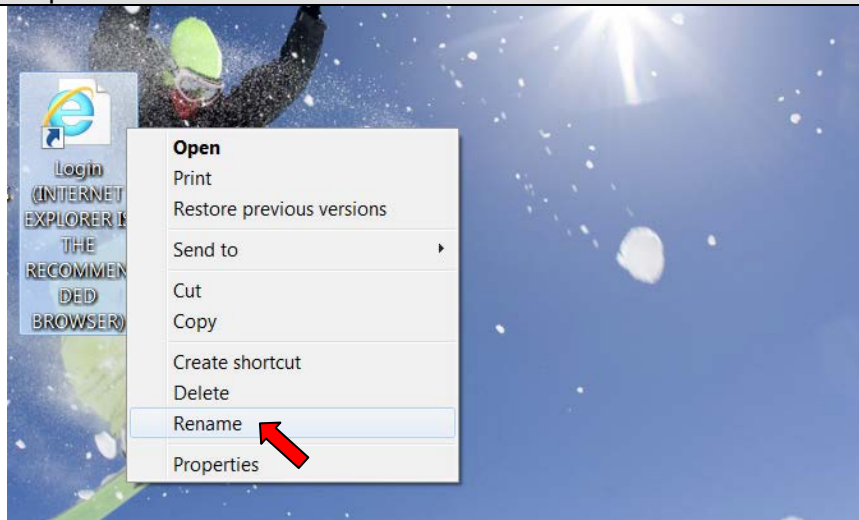 Login
(INTERNET
EXPLORER IS
THE
RECOMMEN
DED
BROWSER)
Open
Print
Restore previous versions
Send to
Cut
Copy
Create shortcut
Delete
Rename
Properties